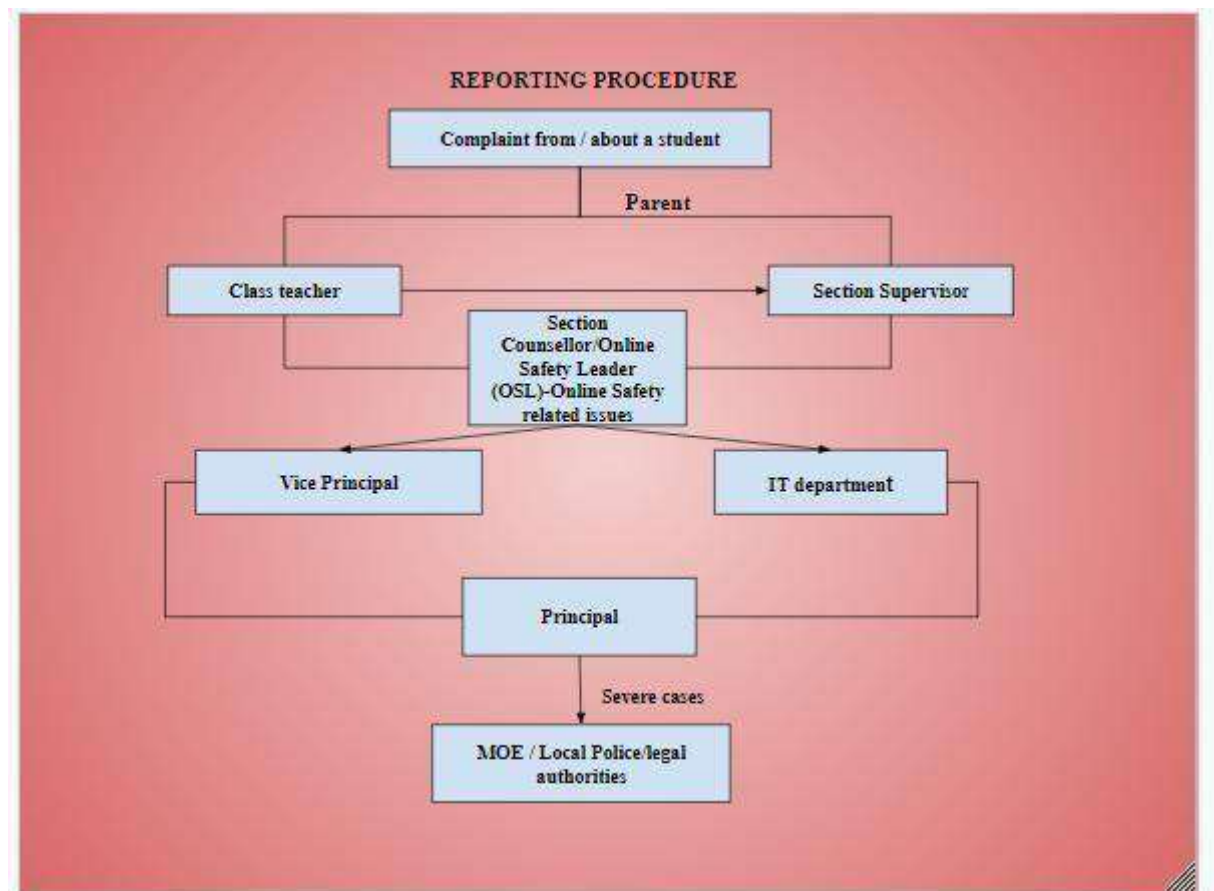 REPORTING PROCEDURE
Complaint from / about a student
Parent
Class teacher
Section Supervisor
Section
Counsellor/Online
Safety Leader
(OSL)-Online Safety
related issues
Vice Principal
IT department
Principal
Severe cases
MOE / Local Police/legal
authorities